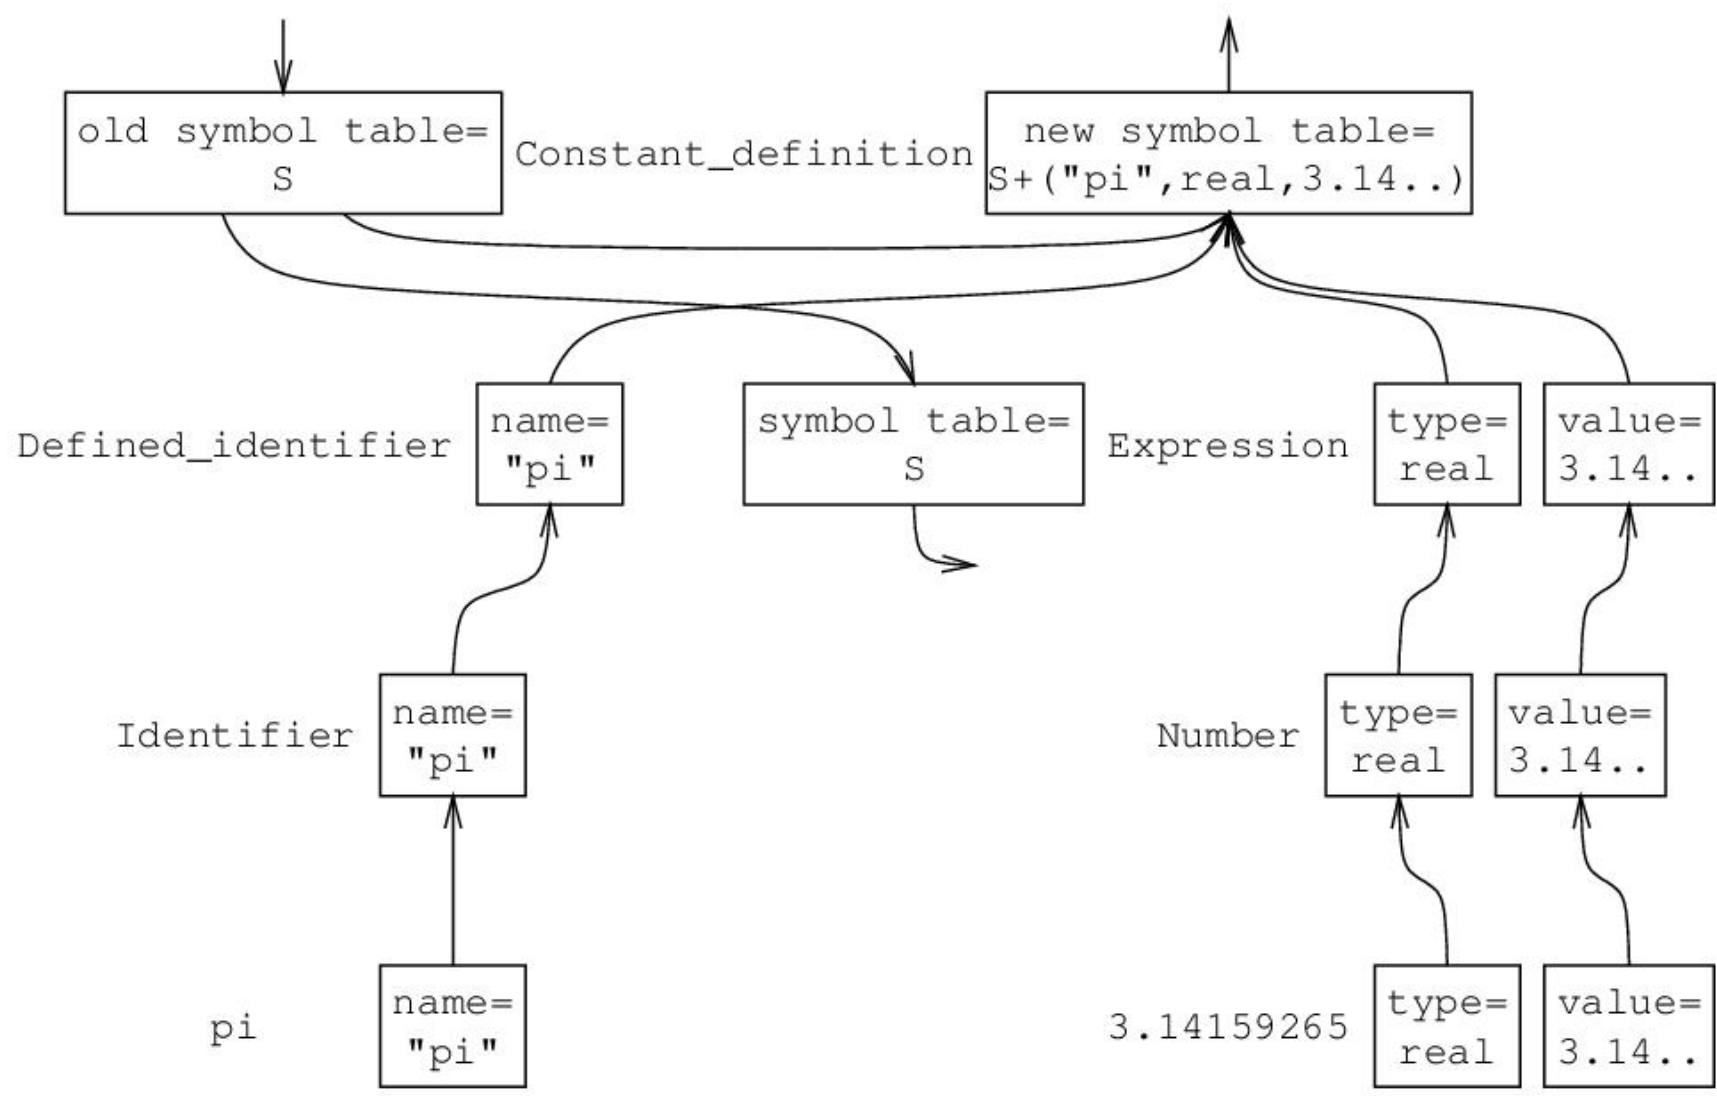 old symbol table=
S
Constant_definition
new symbol table=
S+("pi",real,3.14..)
Defined_identifier
name=
"pi"
symbol table=
S
Expression
type=
real
value=
3.14..
Identifier
name=
"pi"
Number
type=
real
value=
3.14..
pi
name=
"pi"
3.14159265
type=
real
value=
3.14..